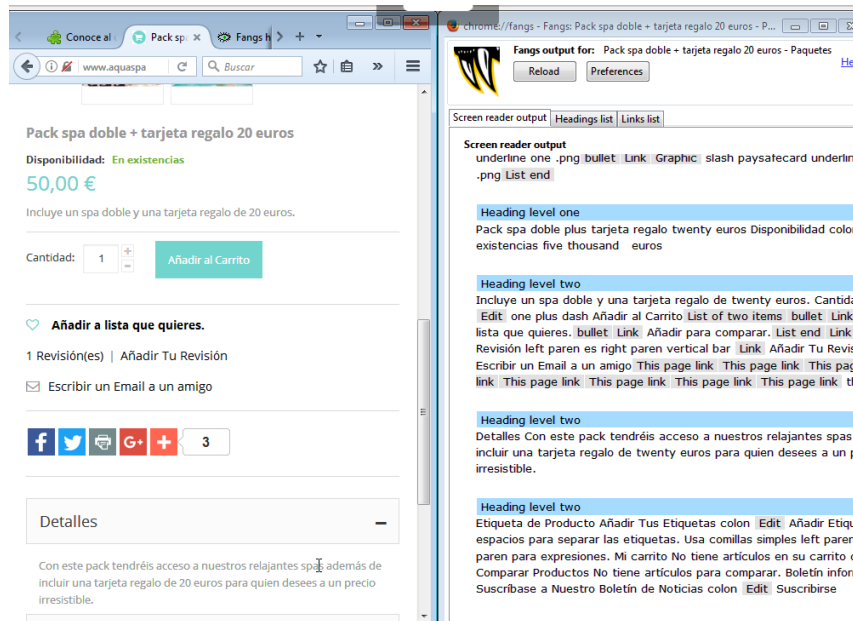 Conoce al
Pack sp
Fangs h
www.aquaspa
Buscar
Pack spa doble + tarjeta regalo 20 euros
Disponibilidad: En existencias
50,00 €
Incluye un spa doble y una tarjeta regalo de 20 euros.
Cantidad: 1 + − Añadir al Carrito
Añadir a lista que quieres.
1 Revisión(es) | Añadir Tu Revisión
Escribir un Email a un amigo
3
Detalles
Con este pack tendréis acceso a nuestros relajantes spas además de
incluir una tarjeta regalo de 20 euros para quien desees a un precio
irresistible.
chrome://fangs - Fangs: Pack spa doble + tarjeta regalo 20 euros - P...
Fangs output for: Pack spa doble + tarjeta regalo 20 euros - Paquetes
Reload Preferences
Screen reader output Headings list Links list
Screen reader output
underline one .png bullet Link Graphic slash paysafecard underlin
.png List end
Heading level one
Pack spa doble plus tarjeta regalo twenty euros Disponibilidad colo
existencias five thousand euros
Heading level two
Incluye un spa doble y una tarjeta regalo de twenty euros. Cantida
Edit one plus dash Añadir al Carrito List of two items bullet Link
lista que quieres. bullet Link Añadir para comparar. List end Link
Revisión left paren es right paren vertical bar Link Añadir Tu Revis
Escribir un Email a un amigo This page link This page link This pag
link This page link This page link This page link This page link
Heading level two
Detalles Con este pack tendréis acceso a nuestros relajantes spas
incluir una tarjeta regalo de twenty euros para quien desees a un
irresistible.
Heading level two
Etiqueta de Producto Añadir Tus Etiquetas colon Edit Añadir Etiqu
espacios para separar las etiquetas. Usa comillas simples left paren
paren para expresiones. Mi carrito No tiene artículos en su carrito
Comparar Productos No tiene artículos para comparar. Boletín infor
Suscríbase a Nuestro Boletín de Noticias colon Edit Suscribirse